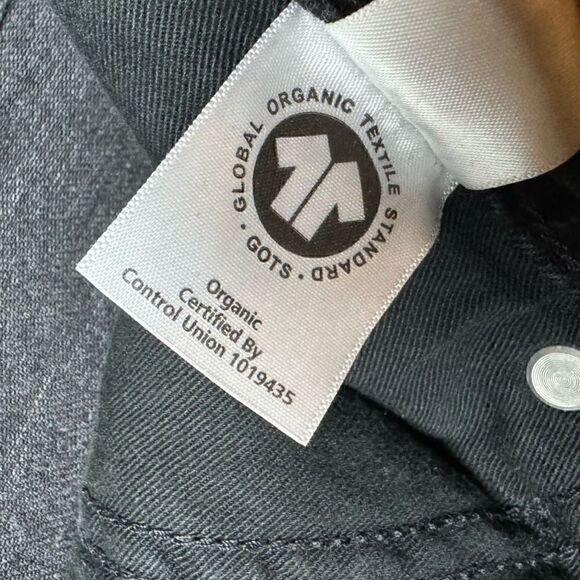 GLOBAL ORGANIC TEXTILE STANDARD · GOTS ·
Organic
Certified By
Control Union 1019435